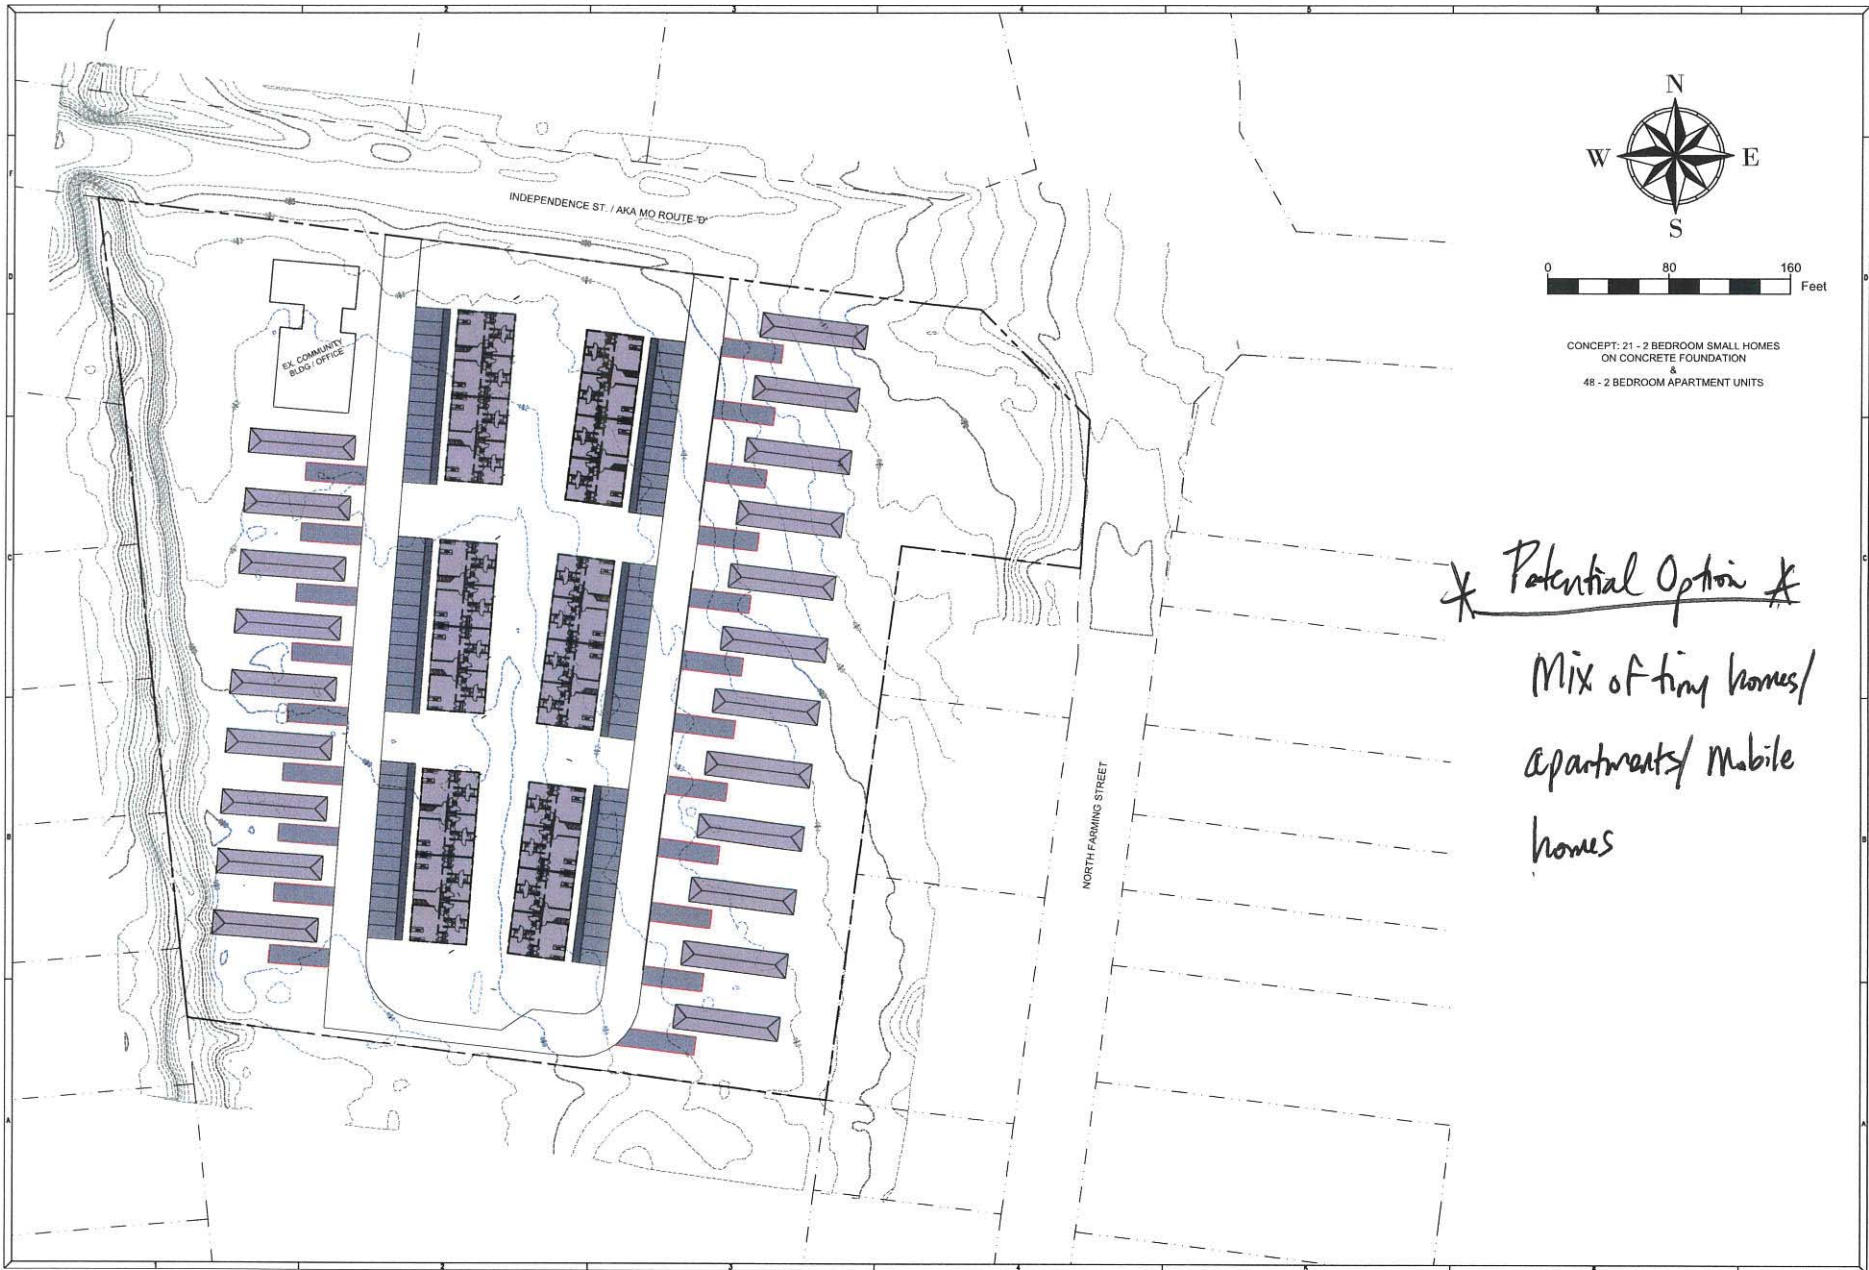 N
W E
S
0 80 160
Feet
CONCEPT: 21 - 2 BEDROOM SMALL HOMES
ON CONCRETE FOUNDATION
&
48 - 2 BEDROOM APARTMENT UNITS
INDEPENDENCE ST. / AKA MO ROUTE 'D'
EX. COMMUNITY
BLDG / OFFICE
NORTH FARMING STREET
* Potential Option *
Mix of tiny homes/
apartments/ Mobile
homes